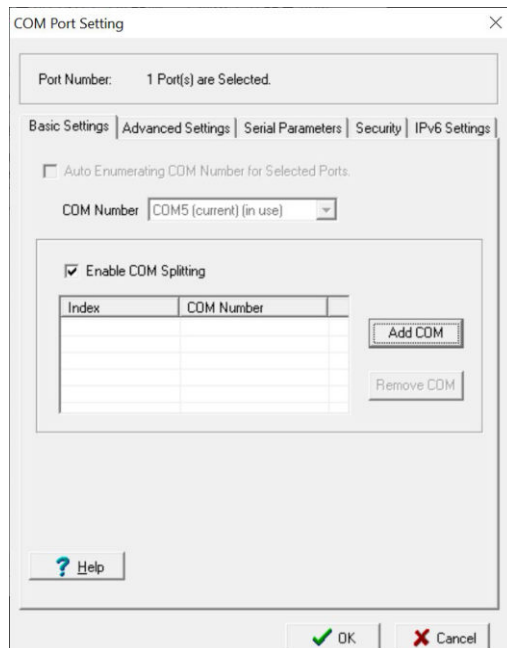 COM Port Setting
Port Number: 1 Port(s) are Selected.
Basic Settings Advanced Settings Serial Parameters Security IPv6 Settings
Auto Enumerating COM Number for Selected Ports.
COM Number COM5 (current) (in use)
Enable COM Splitting
Index COM Number
Add COM
Remove COM
? Help
OK Cancel